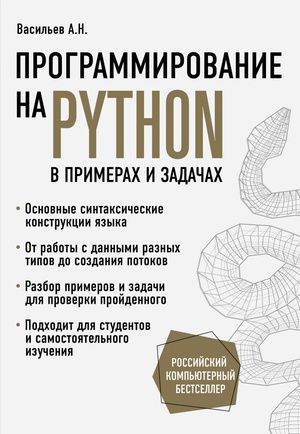 Васильев А.Н.
ПРОГРАММИРОВАНИЕ
НА PYTHON
В ПРИМЕРАХ И ЗАДАЧАХ
• Основные синтаксические
конструкции языка
• От работы с данными разных
типов до создания потоков
• Разбор примеров и задачи
для проверки пройденного
• Подходит для студентов
и самостоятельного
изучения
РОССИЙСКИЙ
КОМПЬЮТЕРНЫЙ
БЕСТСЕЛЛЕР